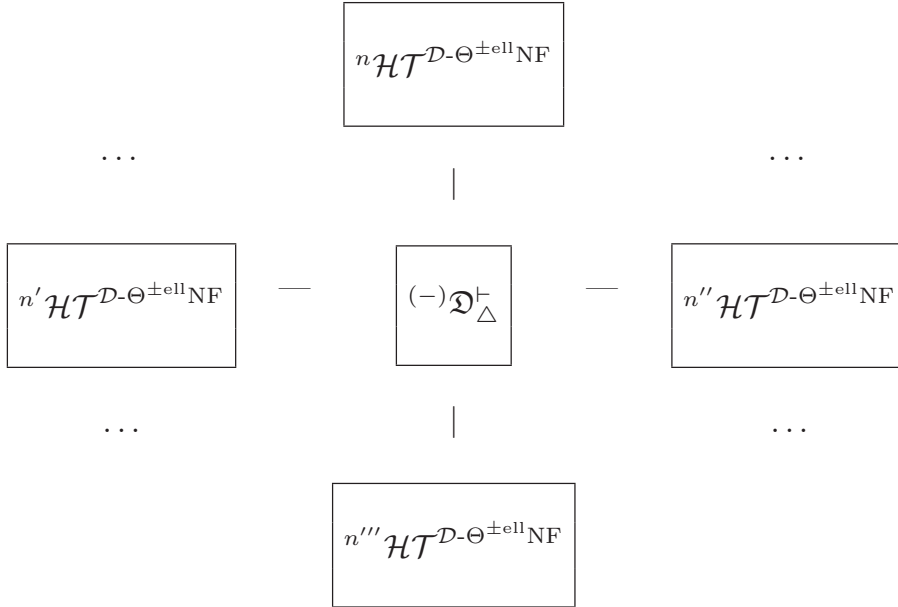 ⁿℋ𝒯^{𝒟-Θ^{±ell}NF}
... ...
|
ⁿ′ℋ𝒯^{𝒟-Θ^{±ell}NF} — ^{(−)}𝔇^{⊢}_{△} — ⁿ″ℋ𝒯^{𝒟-Θ^{±ell}NF}
... ...
|
ⁿ‴ℋ𝒯^{𝒟-Θ^{±ell}NF}